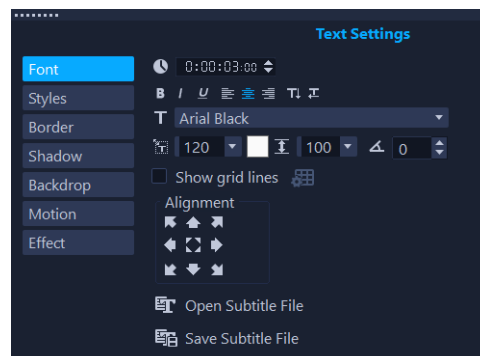 Text Settings
Font
0:00:03:00
Styles
B I U
Border
T Arial Black
Shadow
120 100 0
Backdrop
Show grid lines
Motion
Alignment
Effect
Open Subtitle File
Save Subtitle File